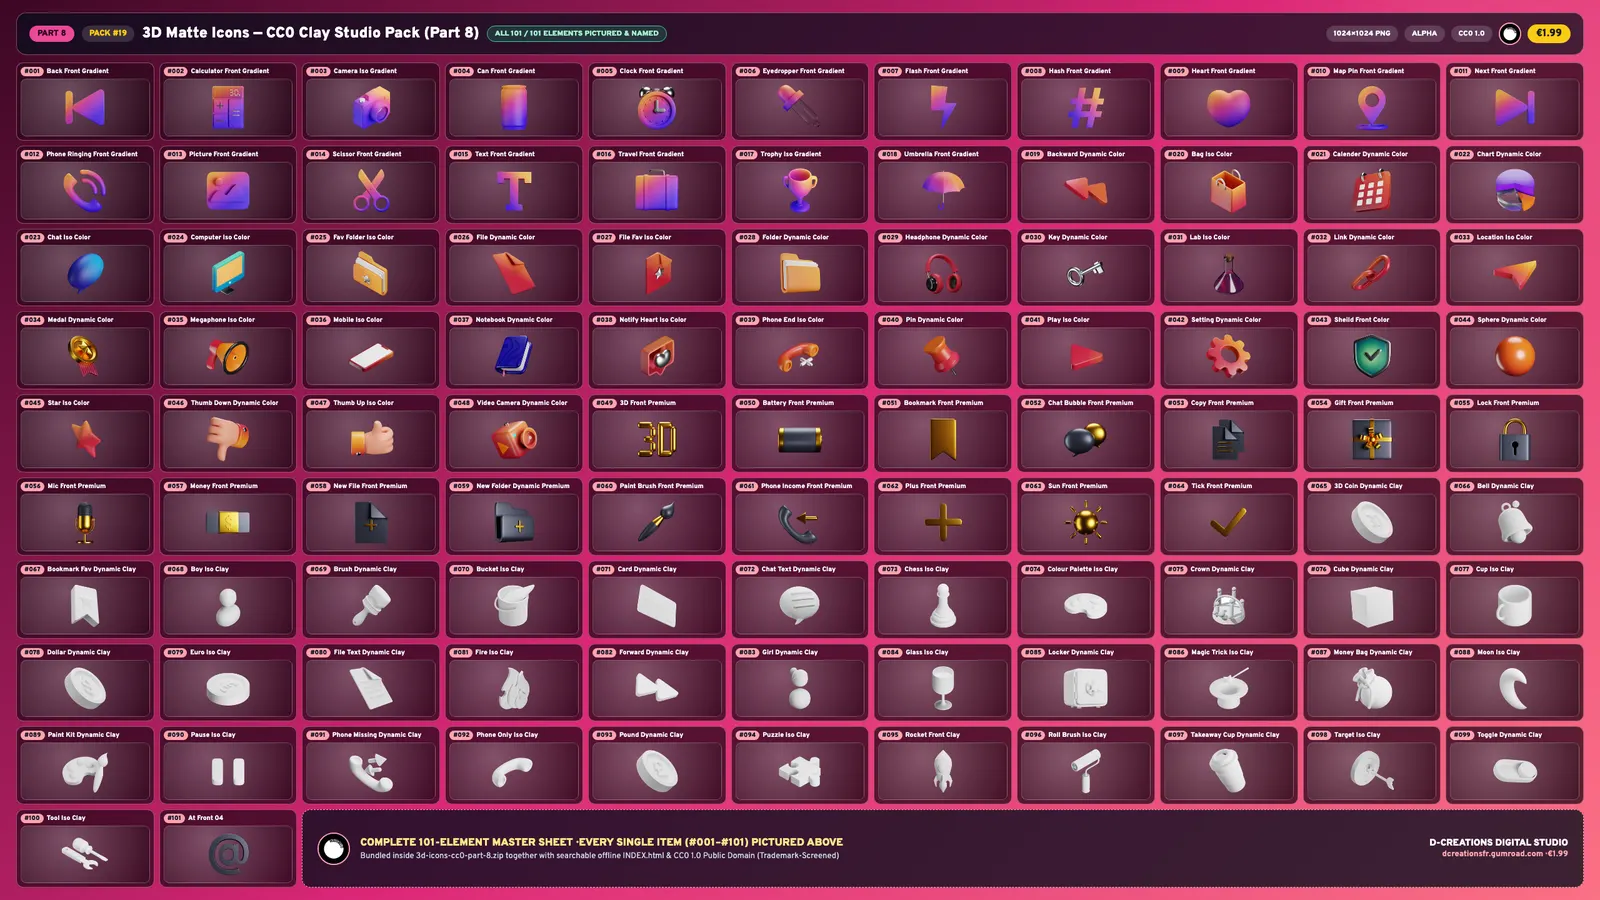 PART 8 PACK #19 3D Matte Icons – CC0 Clay Studio Pack (Part 8) ALL 101 / 101 ELEMENTS PICTURED & NAMED 1024×1024 PNG ALPHA CC0 1.0 €1.99
#001 Back Front Gradient
#002 Calculator Front Gradient
#003 Camera Iso Gradient
#004 Can Front Gradient
#005 Clock Front Gradient
#006 Eyedropper Front Gradient
#007 Flash Front Gradient
#008 Hash Front Gradient
#009 Heart Front Gradient
#010 Map Pin Front Gradient
#011 Next Front Gradient
#012 Phone Ringing Front Gradient
#013 Picture Front Gradient
#014 Scissor Front Gradient
#015 Text Front Gradient
#016 Travel Front Gradient
#017 Trophy Iso Gradient
#018 Umbrella Front Gradient
#019 Backward Dynamic Color
#020 Bag Iso Color
#021 Calender Dynamic Color
#022 Chart Dynamic Color
#023 Chat Iso Color
#024 Computer Iso Color
#025 Fav Folder Iso Color
#026 File Dynamic Color
#027 File Fav Iso Color
#028 Folder Dynamic Color
#029 Headphone Dynamic Color
#030 Key Dynamic Color
#031 Lab Iso Color
#032 Link Dynamic Color
#033 Location Iso Color
#034 Medal Dynamic Color
#035 Megaphone Iso Color
#036 Mobile Iso Color
#037 Notebook Dynamic Color
#038 Notify Heart Iso Color
#039 Phone End Iso Color
#040 Pin Dynamic Color
#041 Play Iso Color
#042 Setting Dynamic Color
#043 Sheild Front Color
#044 Sphere Dynamic Color
#045 Star Iso Color
#046 Thumb Down Dynamic Color
#047 Thumb Up Iso Color
#048 Video Camera Dynamic Color
#049 3D Front Premium
#050 Battery Front Premium
#051 Bookmark Front Premium
#052 Chat Bubble Front Premium
#053 Copy Front Premium
#054 Gift Front Premium
#055 Lock Front Premium
#056 Mic Front Premium
#057 Money Front Premium
#058 New File Front Premium
#059 New Folder Dynamic Premium
#060 Paint Brush Front Premium
#061 Phone Income Front Premium
#062 Plus Front Premium
#063 Sun Front Premium
#064 Tick Front Premium
#065 3D Coin Dynamic Clay
#066 Bell Dynamic Clay
#067 Bookmark Fav Dynamic Clay
#068 Boy Iso Clay
#069 Brush Dynamic Clay
#070 Bucket Iso Clay
#071 Card Dynamic Clay
#072 Chat Text Dynamic Clay
#073 Chess Iso Clay
#074 Colour Palette Iso Clay
#075 Crown Dynamic Clay
#076 Cube Dynamic Clay
#077 Cup Iso Clay
#078 Dollar Dynamic Clay
#079 Euro Iso Clay
#080 File Text Dynamic Clay
#081 Fire Iso Clay
#082 Forward Dynamic Clay
#083 Girl Dynamic Clay
#084 Glass Iso Clay
#085 Locker Dynamic Clay
#086 Magic Trick Iso Clay
#087 Money Bag Dynamic Clay
#088 Moon Iso Clay
#089 Paint Kit Dynamic Clay
#090 Pause Iso Clay
#091 Phone Missing Dynamic Clay
#092 Phone Only Iso Clay
#093 Pound Dynamic Clay
#094 Puzzle Iso Clay
#095 Rocket Front Clay
#096 Roll Brush Iso Clay
#097 Takeaway Cup Dynamic Clay
#098 Target Iso Clay
#099 Toggle Dynamic Clay
#100 Tool Iso Clay
#101 At Front 04
COMPLETE 101-ELEMENT MASTER SHEET · EVERY SINGLE ITEM (#001–#101) PICTURED ABOVE
Bundled inside 3d-icons-cc0-part-8.zip together with searchable offline INDEX.html & CC0 1.0 Public Domain (Trademark-Screened)
D-CREATIONS DIGITAL STUDIO
dcreationsfr.gumroad.com · €1.99